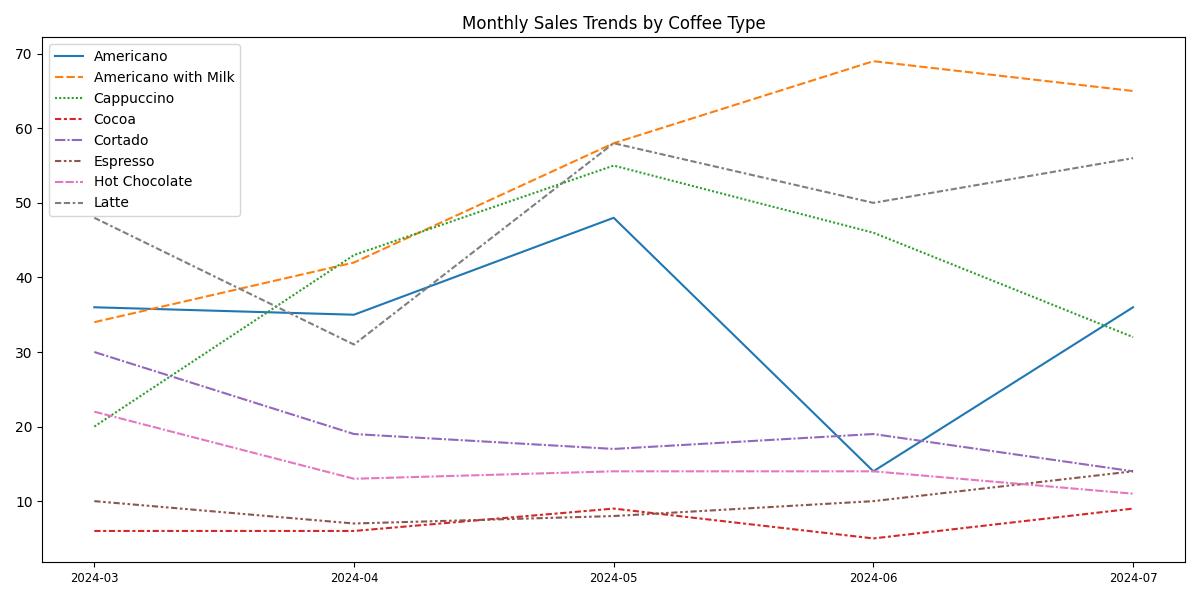 Monthly Sales Trends by Coffee Type
70
60
50
40
30
20
10
Americano
Americano with Milk
Cappuccino
Cocoa
Cortado
Espresso
Hot Chocolate
Latte
2024-03
2024-04
2024-05
2024-06
2024-07